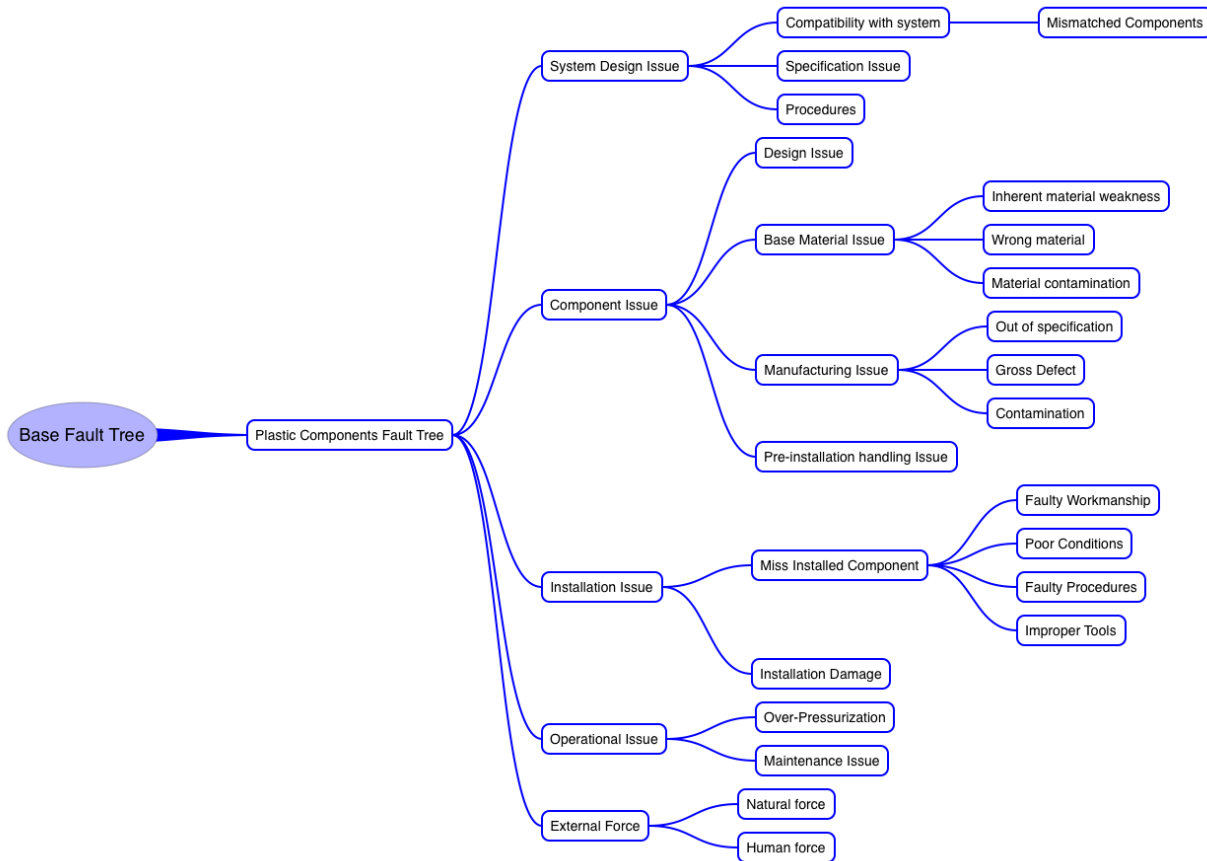 Base Fault Tree
Plastic Components Fault Tree
System Design Issue
Compatibility with system
Mismatched Components
Specification Issue
Procedures
Component Issue
Design Issue
Base Material Issue
Inherent material weakness
Wrong material
Material contamination
Manufacturing Issue
Out of specification
Gross Defect
Contamination
Pre-installation handling Issue
Installation Issue
Miss Installed Component
Faulty Workmanship
Poor Conditions
Faulty Procedures
Improper Tools
Installation Damage
Operational Issue
Over-Pressurization
Maintenance Issue
External Force
Natural force
Human force